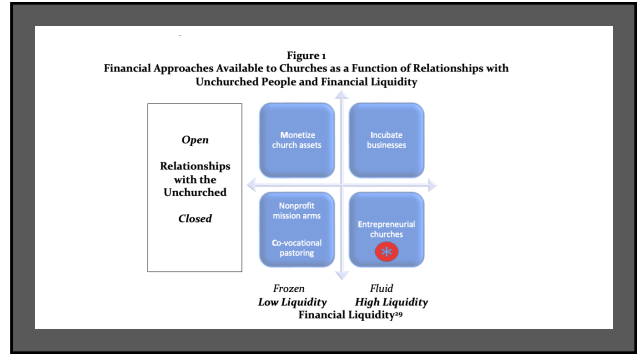 Figure 1
Financial Approaches Available to Churches as a Function of Relationships with
Unchurched People and Financial Liquidity
Open
Relationships
with the
Unchurched
Closed
Monetize
church assets
Incubate
businesses
Nonprofit
mission arms
Co-vocational
pastoring
Entrepreneurial
churches
*
Frozen
Fluid
Low Liquidity
High Liquidity
Financial Liquidity²⁹